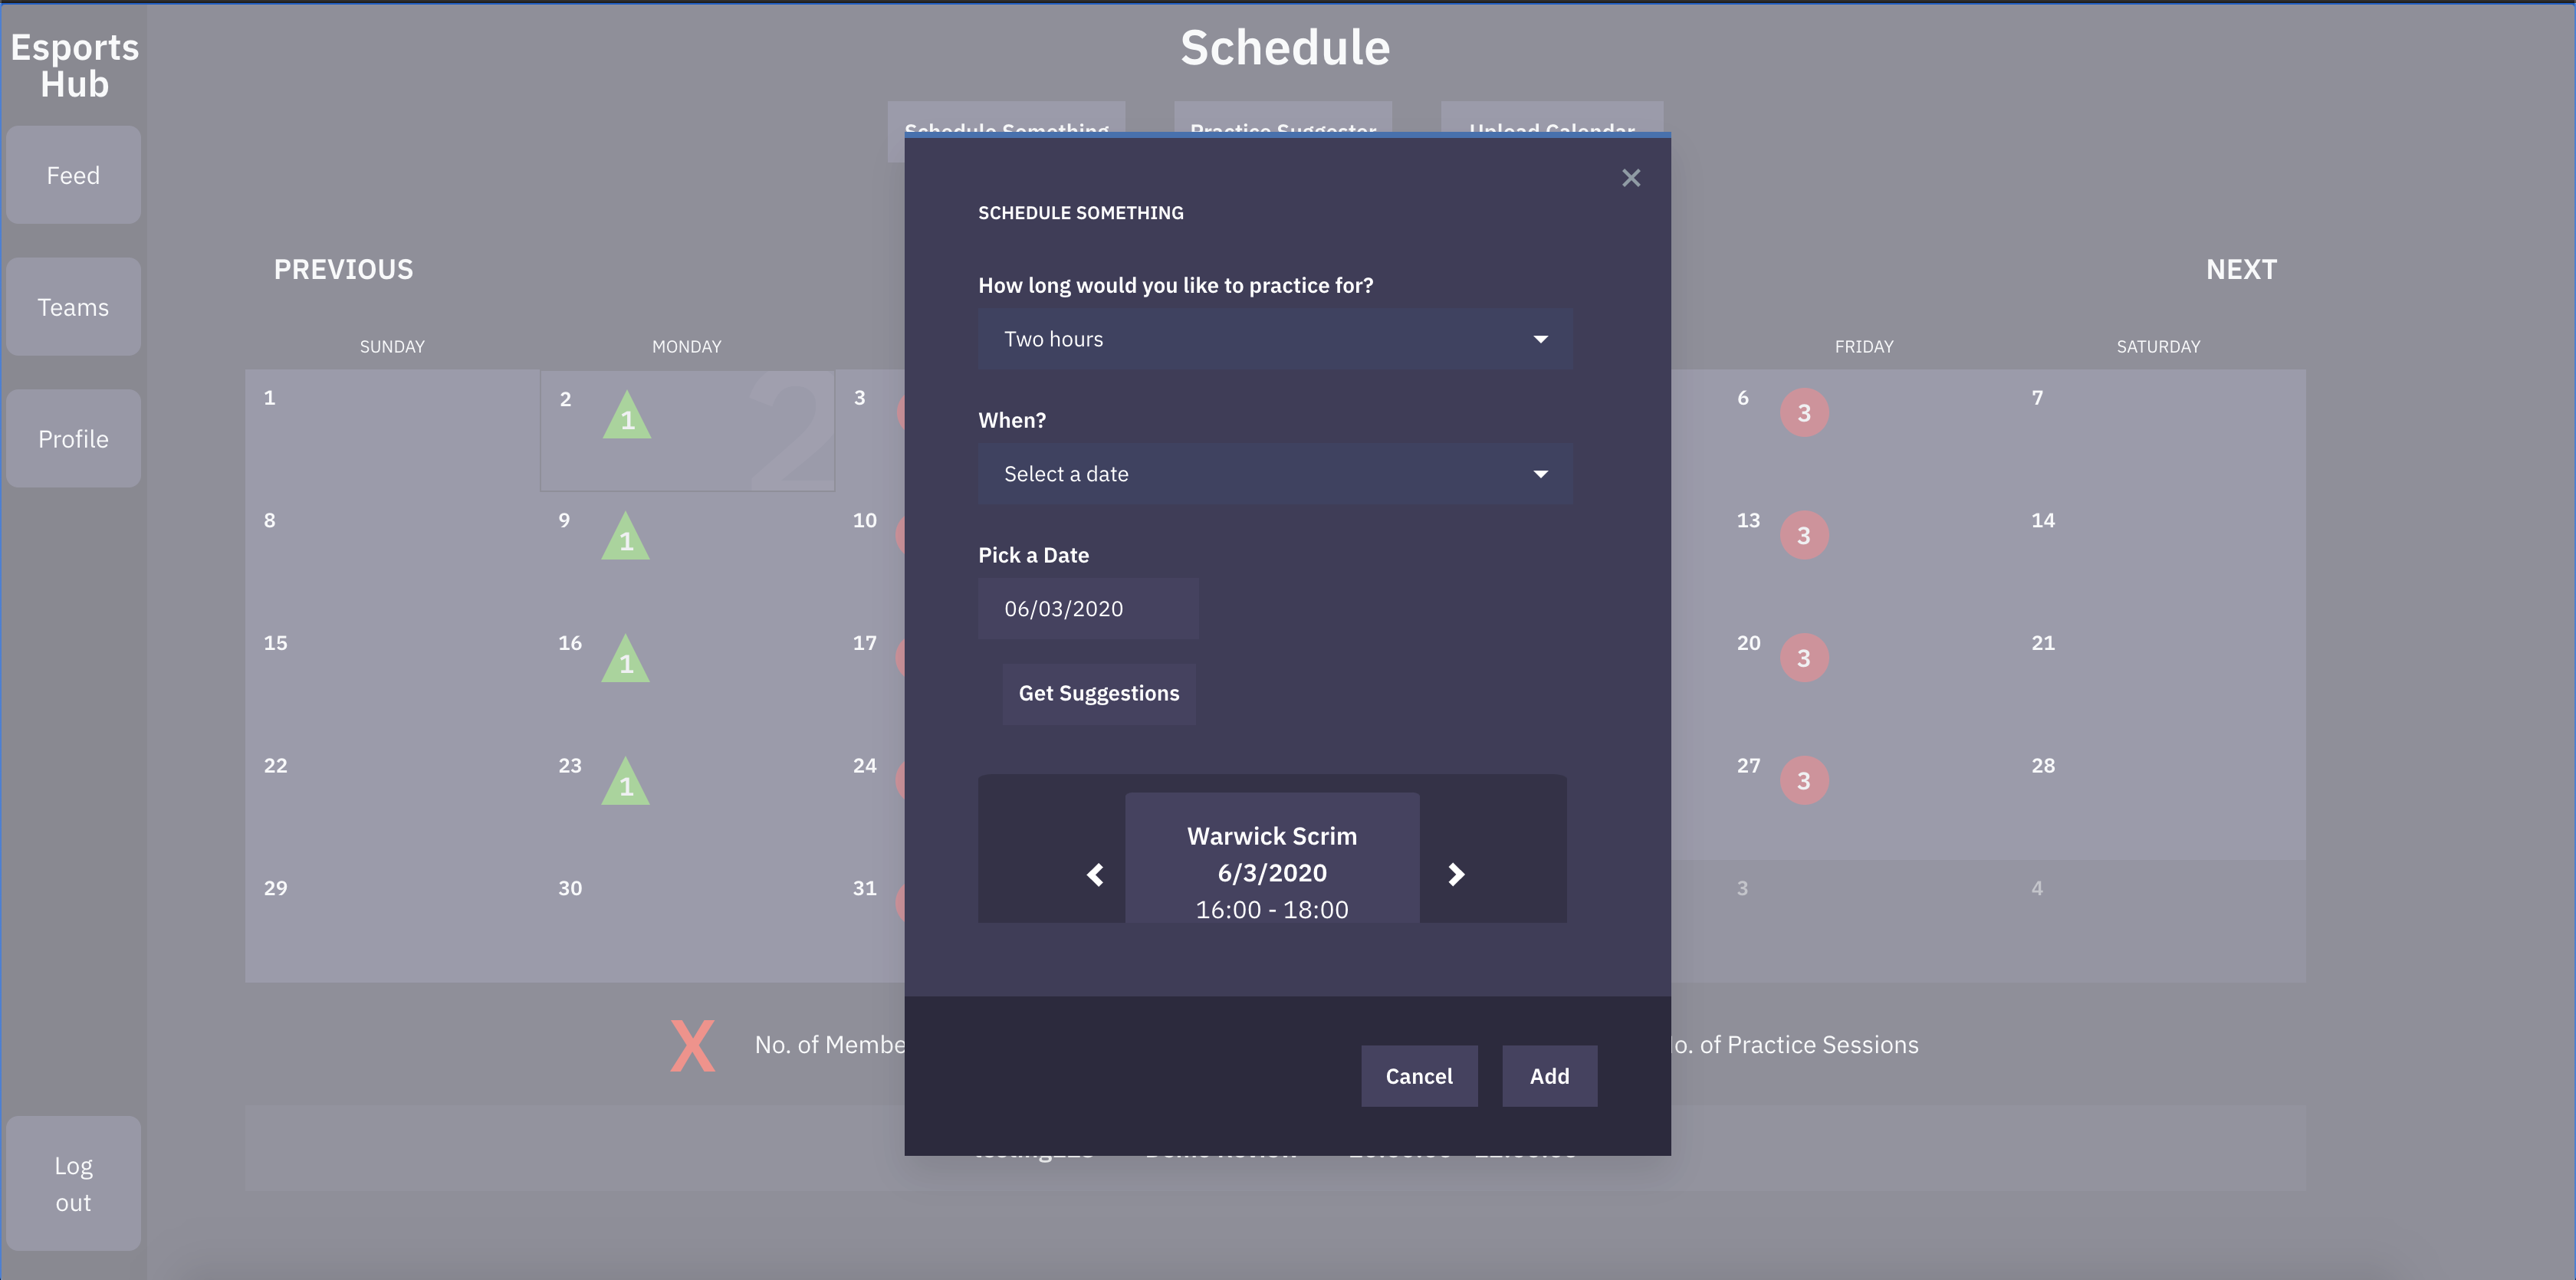 Esports
Hub
Feed
Teams
Profile
Log
out
Schedule
Schedule Something
Practice Suggester
Upload Calendar
PREVIOUS
NEXT
SUNDAY
MONDAY
FRIDAY
SATURDAY
1
2
1
2
3
6
3
7
8
9
1
10
13
3
14
15
16
1
17
20
3
21
22
23
1
24
27
3
28
29
30
31
3
4
X
No. of Membe
o. of Practice Sessions
SCHEDULE SOMETHING
How long would you like to practice for?
Two hours
When?
Select a date
Pick a Date
06/03/2020
Get Suggestions
Warwick Scrim
6/3/2020
16:00 - 18:00
Cancel
Add